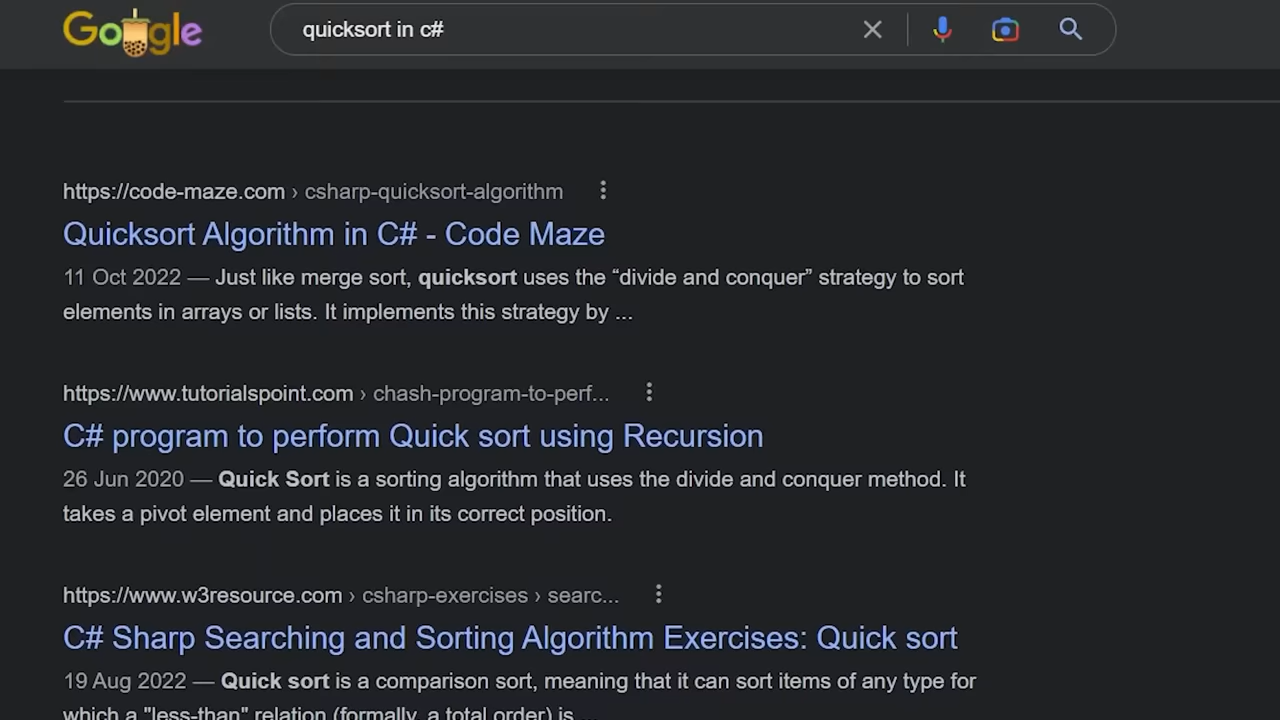 Google
quicksort in c#
https://code-maze.com › csharp-quicksort-algorithm
Quicksort Algorithm in C# - Code Maze
11 Oct 2022 — Just like merge sort, quicksort uses the “divide and conquer” strategy to sort
elements in arrays or lists. It implements this strategy by ...
https://www.tutorialspoint.com › chash-program-to-perf...
C# program to perform Quick sort using Recursion
26 Jun 2020 — Quick Sort is a sorting algorithm that uses the divide and conquer method. It
takes a pivot element and places it in its correct position.
https://www.w3resource.com › csharp-exercises › searc...
C# Sharp Searching and Sorting Algorithm Exercises: Quick sort
19 Aug 2022 — Quick sort is a comparison sort, meaning that it can sort items of any type for
which a "less-than" relation (formally, a total order) is ...